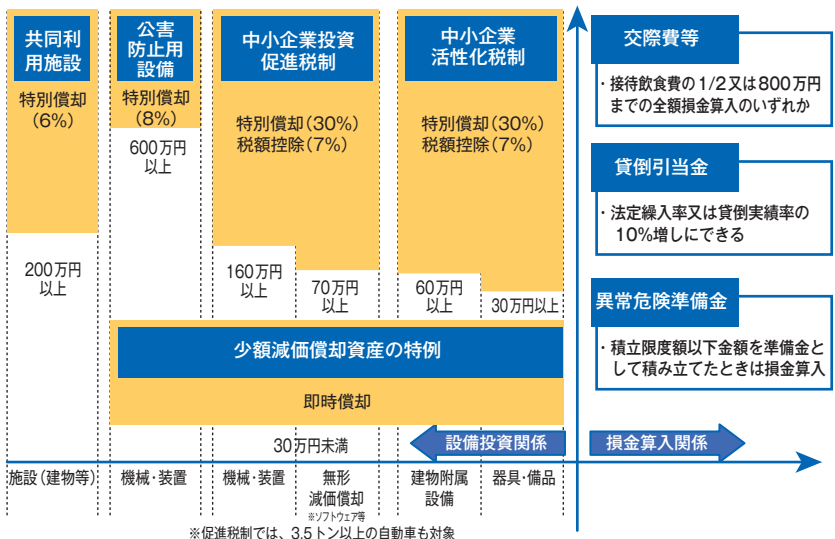 共同利
用施設
特別償却
(6%)
200万円
以上
公害
防止用
設備
特別償却
(8%)
600万円
以上
中小企業投資
促進税制
特別償却(30%)
税額控除(7%)
160万円
以上
70万円
以上
中小企業
活性化税制
特別償却(30%)
税額控除(7%)
60万円
以上
30万円以上
少額減価償却資産の特例
即時償却
30万円未満
設備投資関係
損金算入関係
施設(建物等)
機械・装置
機械・装置
無形
減価償却
※ソフトウェア等
建物附属
設備
器具・備品
※促進税制では、3.5トン以上の自動車も対象
交際費等
・接待飲食費の1/2又は800万円
までの全額損金算入のいずれか
貸倒引当金
・法定繰入率又は貸倒実績率の
10%増しにできる
異常危険準備金
・積立限度額以下金額を準備金と
して積み立てたときは損金算入